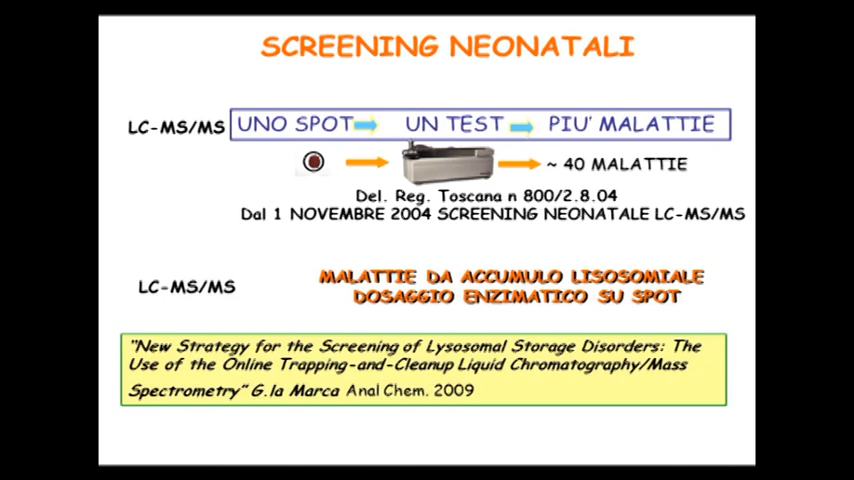 SCREENING NEONATALI
LC-MS/MS UNO SPOT UN TEST PIU' MALATTIE
~ 40 MALATTIE
Del. Reg. Toscana n 800/2.8.04
Dal 1 NOVEMBRE 2004 SCREENING NEONATALE LC-MS/MS
LC-MS/MS
MALATTIE DA ACCUMULO LISOSOMIALE
DOSAGGIO ENZIMATICO SU SPOT
"New Strategy for the Screening of Lysosomal Storage Disorders: The
Use of the Online Trapping-and-Cleanup Liquid Chromatography/Mass
Spectrometry" G.la Marca Anal Chem. 2009